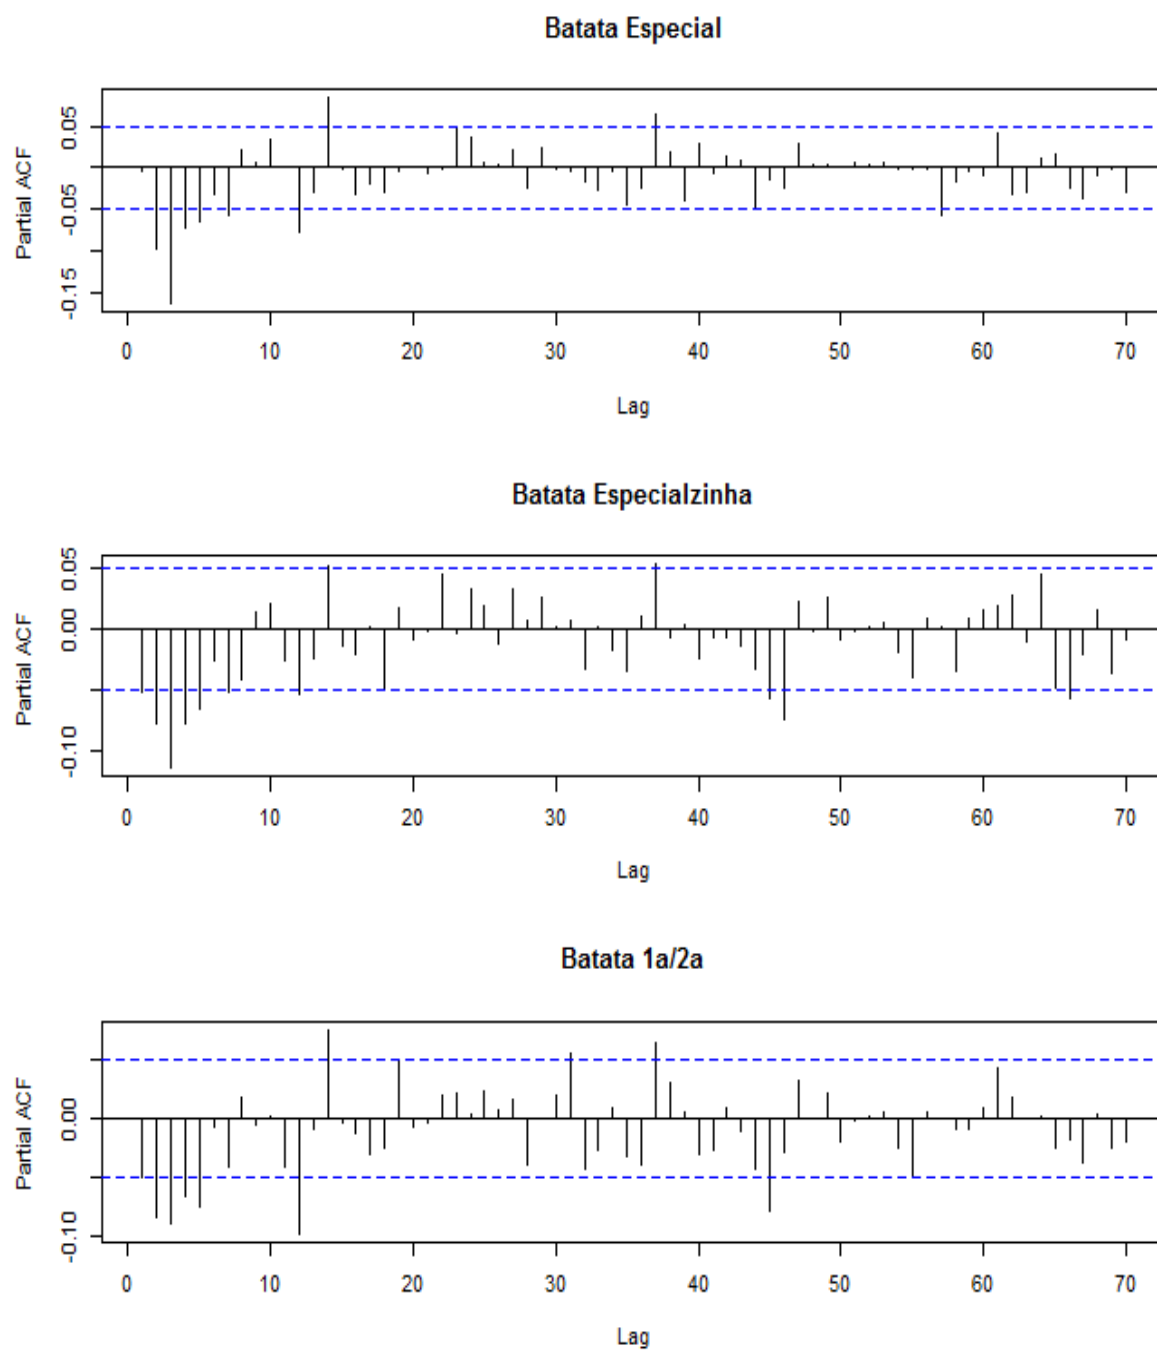 Batata Especial
Partial ACF
0.05
-0.05
-0.15
0 10 20 30 40 50 60 70
Lag
Batata Especialzinha
Partial ACF
0.05
0.00
-0.10
0 10 20 30 40 50 60 70
Lag
Batata 1a/2a
Partial ACF
0.00
-0.10
0 10 20 30 40 50 60 70
Lag